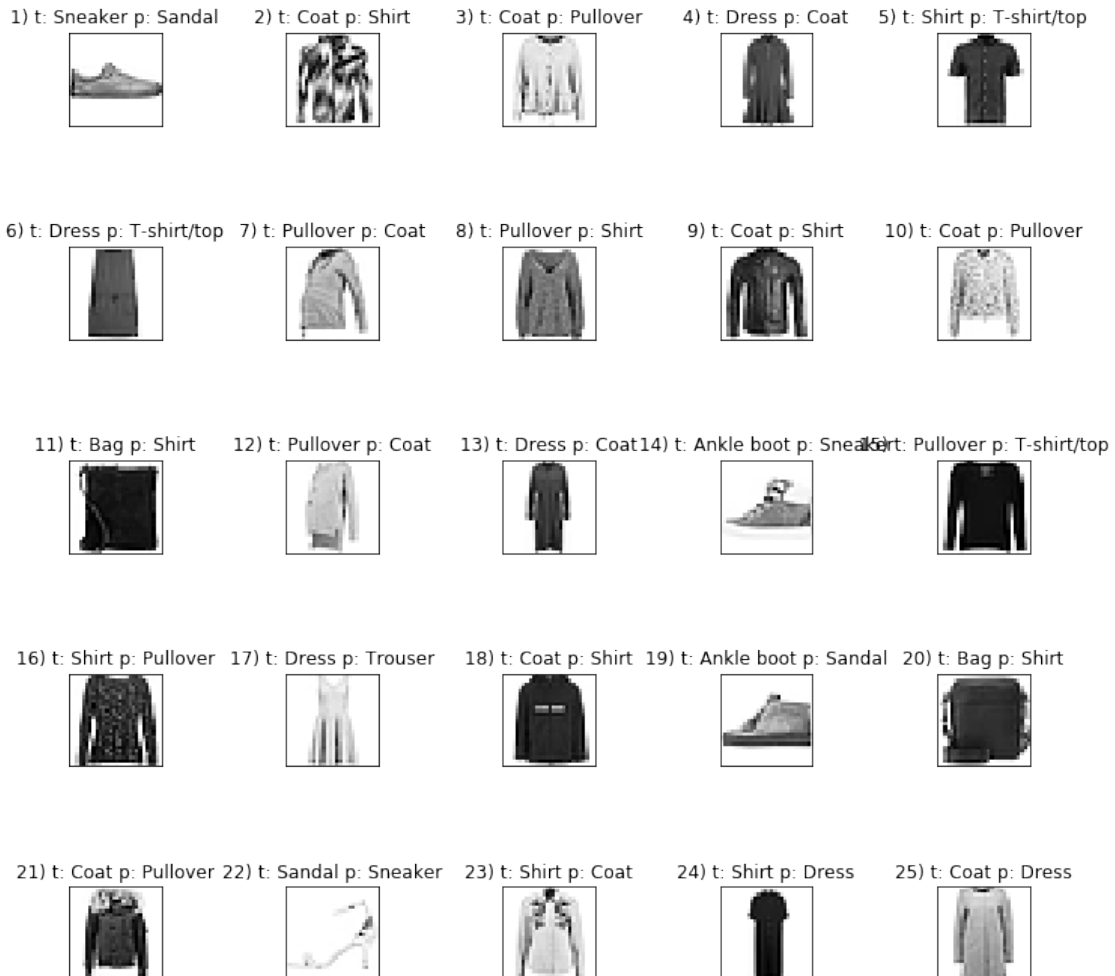 1) t: Sneaker p: Sandal
2) t: Coat p: Shirt
3) t: Coat p: Pullover
4) t: Dress p: Coat
5) t: Shirt p: T-shirt/top
6) t: Dress p: T-shirt/top
7) t: Pullover p: Coat
8) t: Pullover p: Shirt
9) t: Coat p: Shirt
10) t: Coat p: Pullover
11) t: Bag p: Shirt
12) t: Pullover p: Coat
13) t: Dress p: Coat
14) t: Ankle boot p: Sneaker
15) t: Pullover p: T-shirt/top
16) t: Shirt p: Pullover
17) t: Dress p: Trouser
18) t: Coat p: Shirt
19) t: Ankle boot p: Sandal
20) t: Bag p: Shirt
21) t: Coat p: Pullover
22) t: Sandal p: Sneaker
23) t: Shirt p: Coat
24) t: Shirt p: Dress
25) t: Coat p: Dress